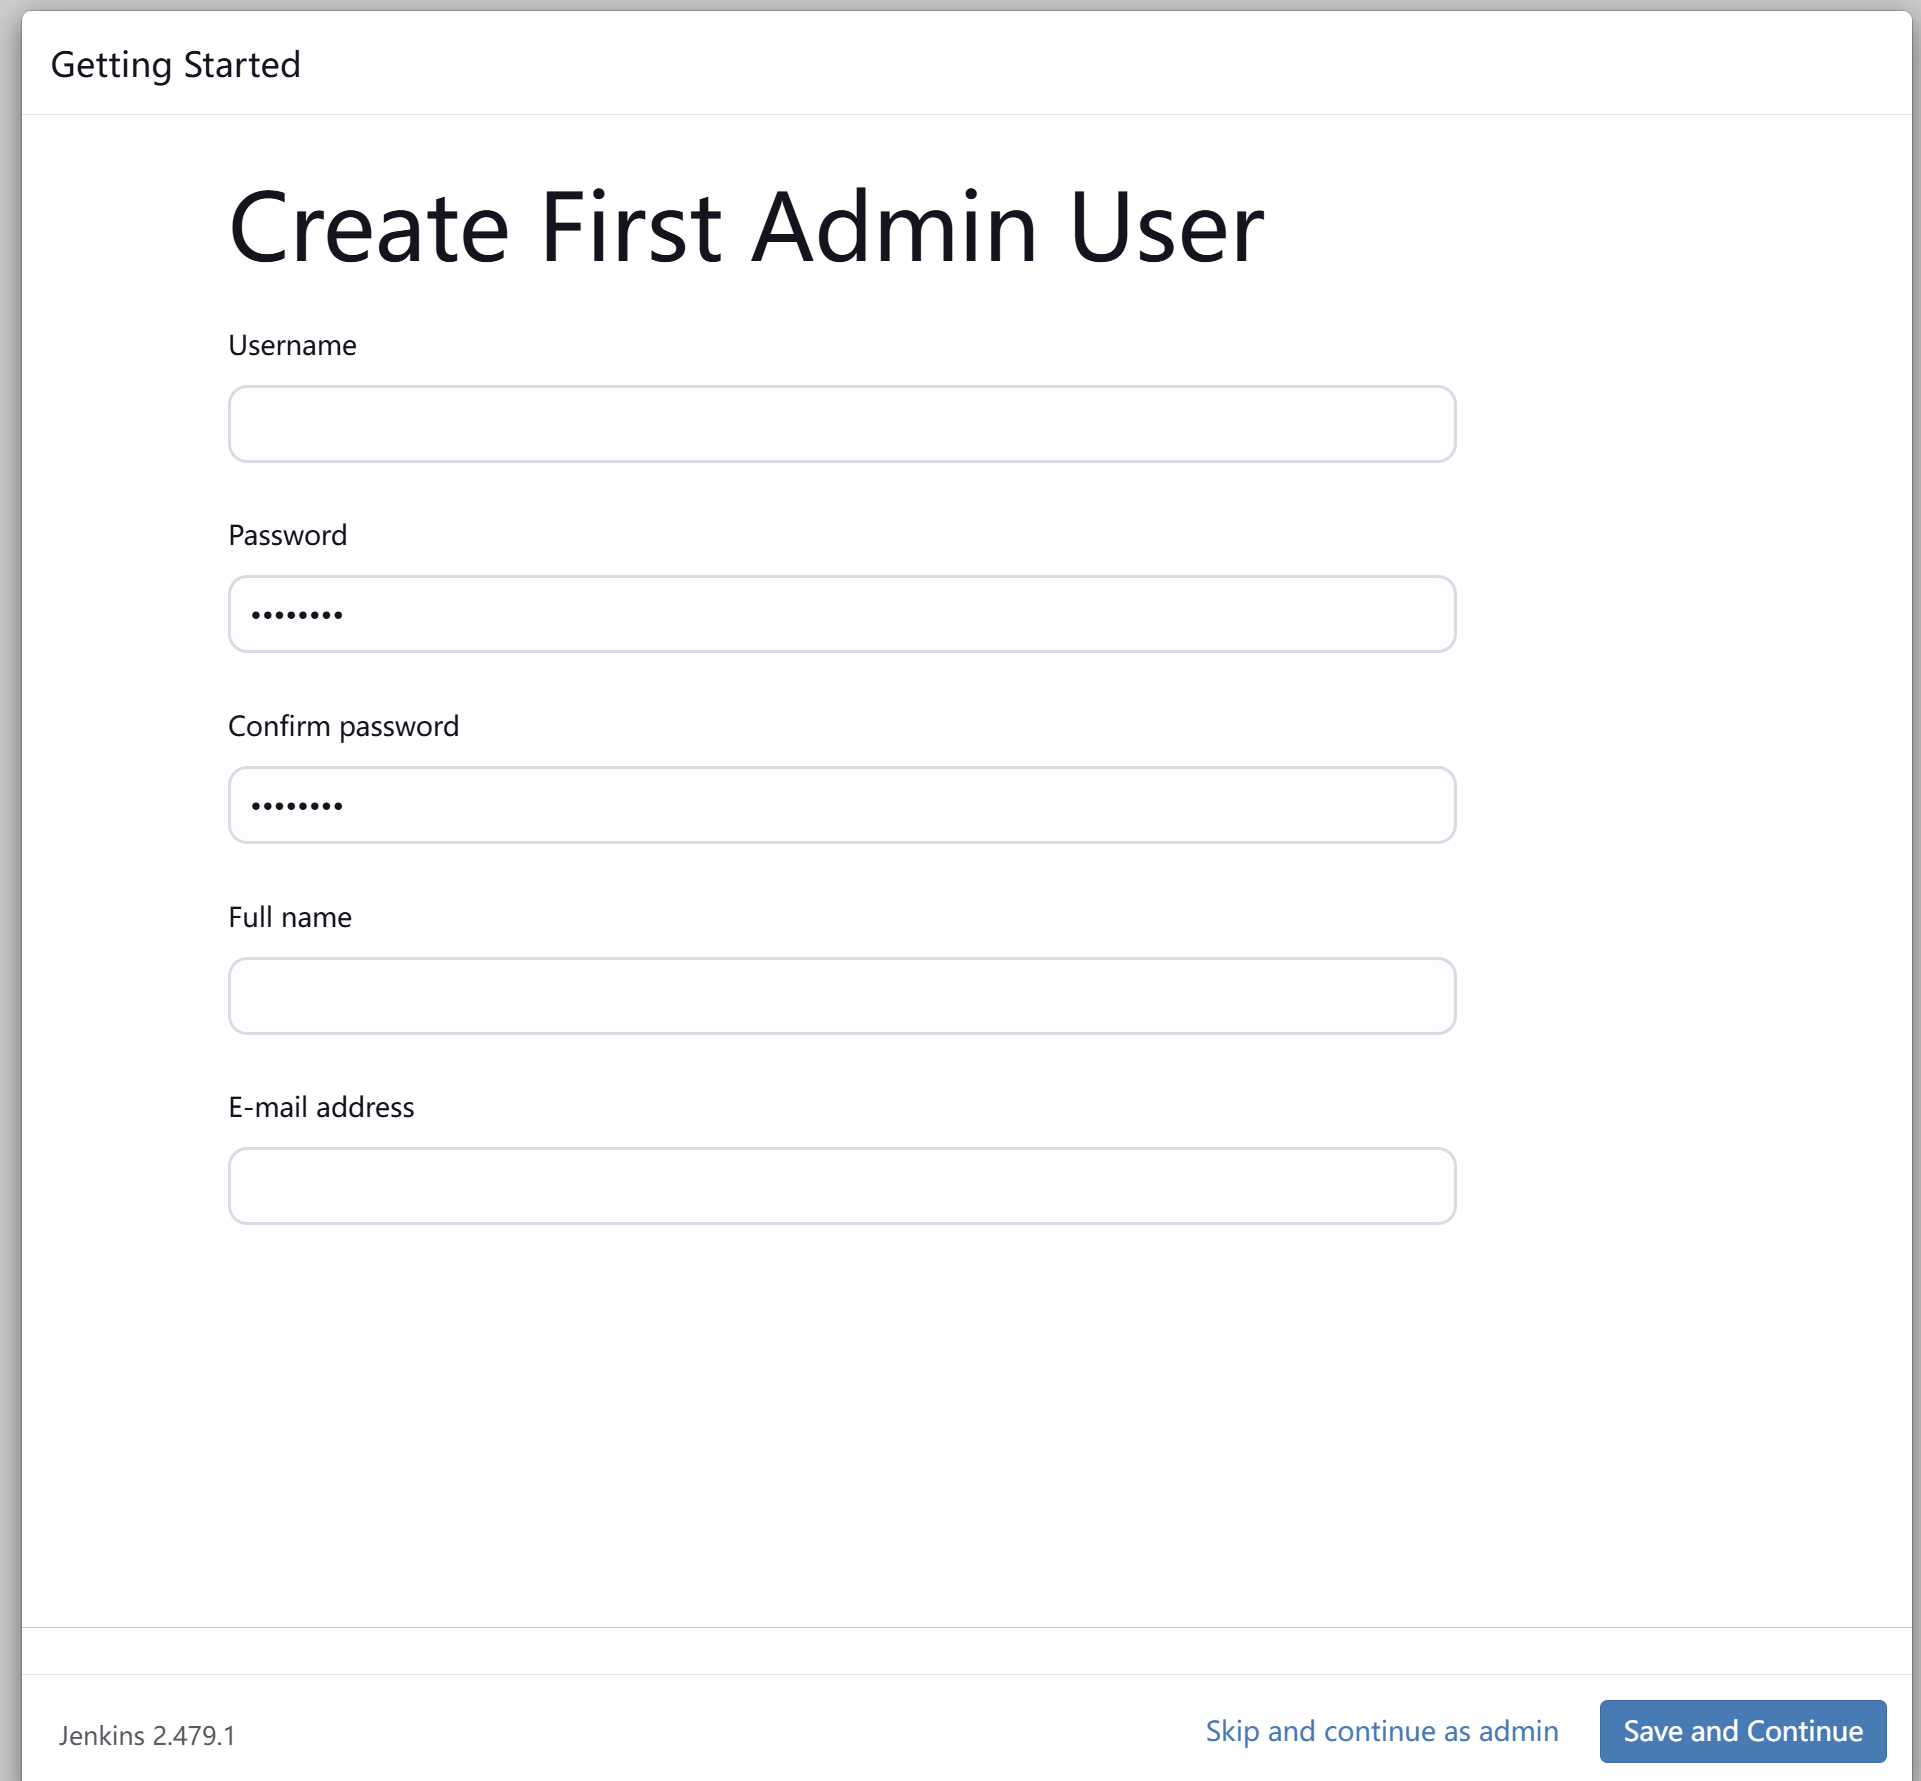 Getting Started
Create First Admin User
Username
Password
••••••••
Confirm password
••••••••
Full name
E-mail address
Jenkins 2.479.1
Skip and continue as admin
Save and Continue